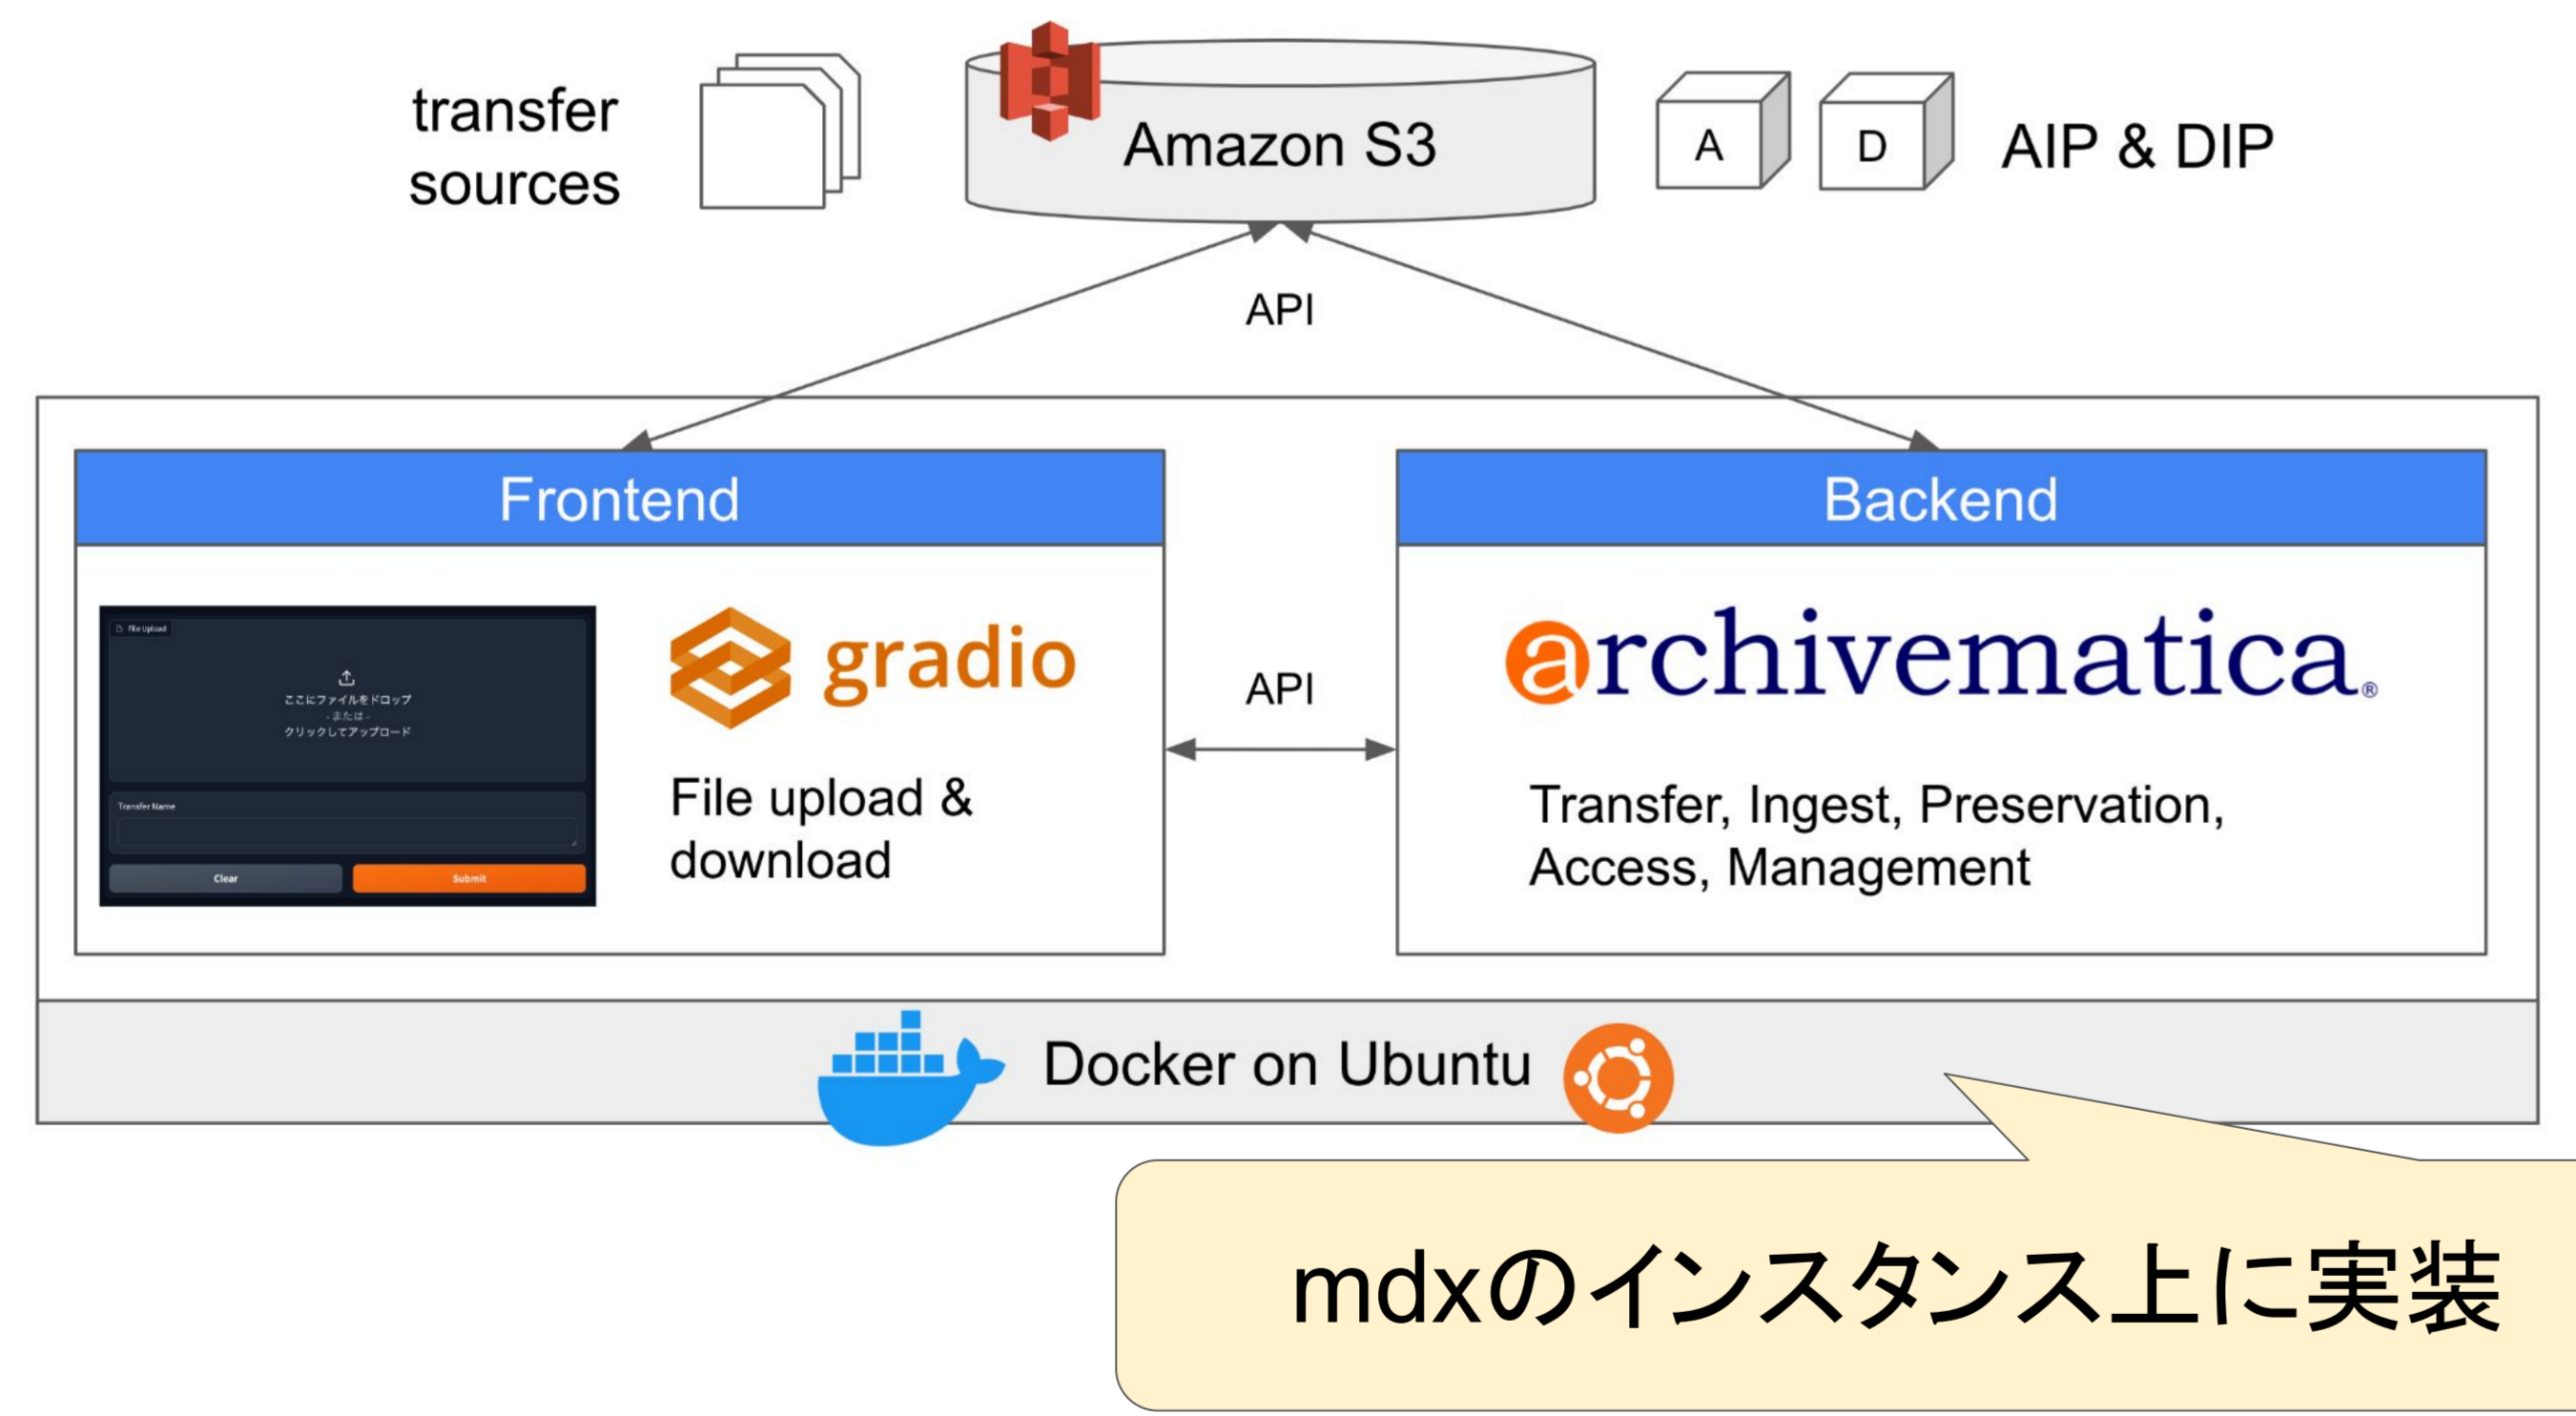 transfer
sources
Amazon S3
A
D
AIP & DIP
API
Frontend
Backend
File Upload
ここにファイルをドロップ
- または -
クリックしてアップロード
Transfer Name
Clear
Submit
gradio
File upload &
download
API
archivematica®
Transfer, Ingest, Preservation,
Access, Management
Docker on Ubuntu
mdxのインスタンス上に実装